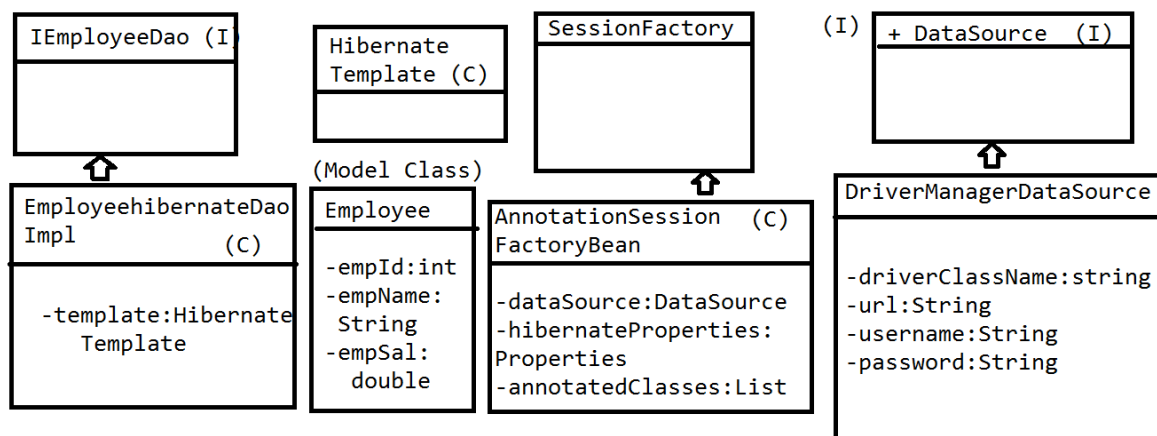 IEmployeeDao (I)
EmployeehibernateDao
Impl
(C)
-template:Hibernate
Template
Hibernate
Template (C)
(Model Class)
Employee
-empId:int
-empName:
String
-empSal:
double
SessionFactory
AnnotationSession (C)
FactoryBean
-dataSource:DataSource
-hibernateProperties:
Properties
-annotatedClasses:List
(I)
+ DataSource (I)
DriverManagerDataSource
-driverClassName:string
-url:String
-username:String
-password:String